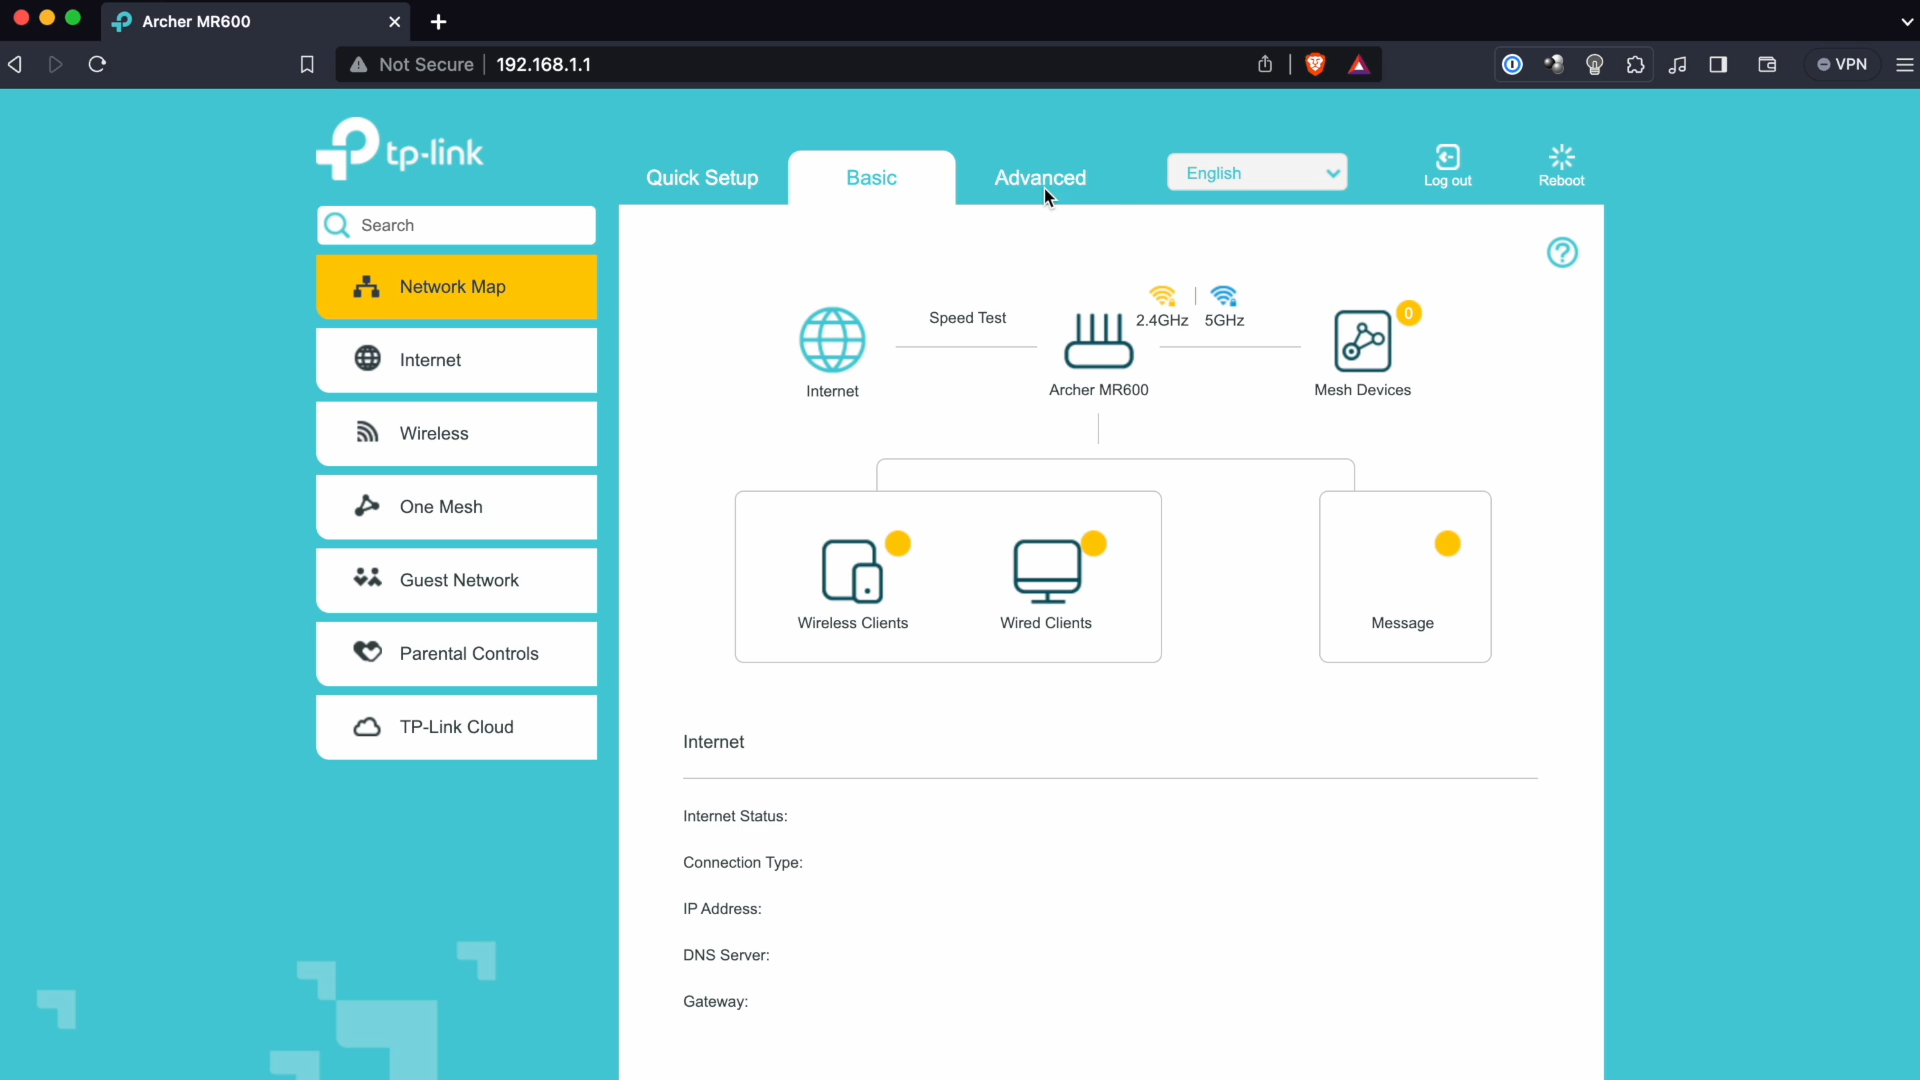 Archer MR600
Not Secure
192.168.1.1
VPN
tp-link
Quick Setup
Basic
Advanced
English
Log out
Reboot
Search
Network Map
Internet
Wireless
One Mesh
Guest Network
Parental Controls
TP-Link Cloud
Internet
Speed Test
2.4GHz
5GHz
Archer MR600
0
Mesh Devices
Wireless Clients
Wired Clients
Message
Internet
Internet Status:
Connection Type:
IP Address:
DNS Server:
Gateway: